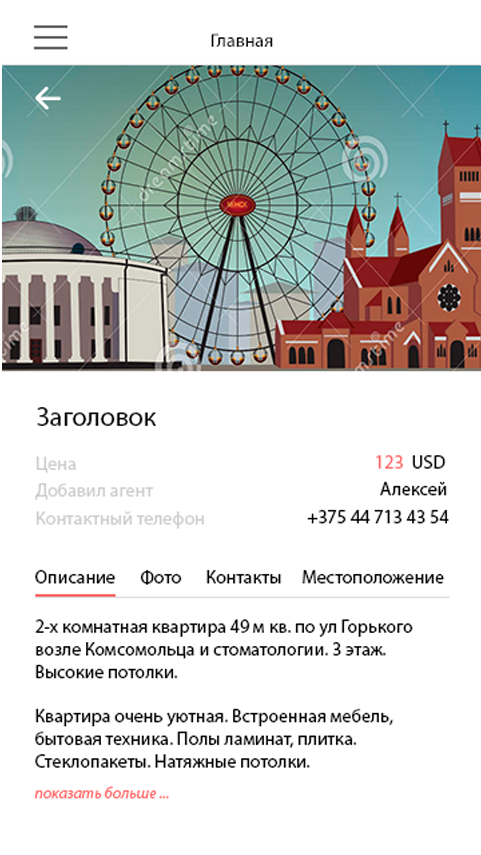 Главная
dreamstime
МИНСК
Заголовок
Цена 123 USD
Добавил агент Алексей
Контактный телефон +375 44 713 43 54
Описание Фото Контакты Местоположение
2-х комнатная квартира 49 м кв. по ул Горького
возле Комсомольца и стоматологии. 3 этаж.
Высокие потолки.
Квартира очень уютная. Встроенная мебель,
бытовая техника. Полы ламинат, плитка.
Стеклопакеты. Натяжные потолки.
показать больше ...